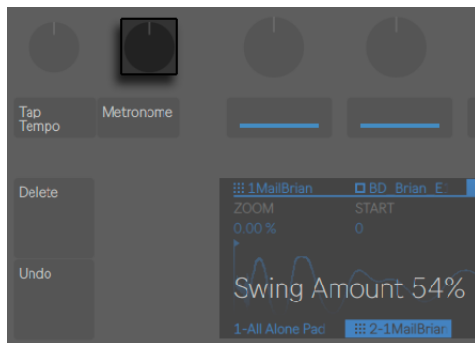 Tap
Tempo
Metronome
Delete
1MailBrian
BD_Brian_E
ZOOM
START
0.00 %
0
Undo
Swing Amount 54%
1-All Alone Pad
2-1MailBrian